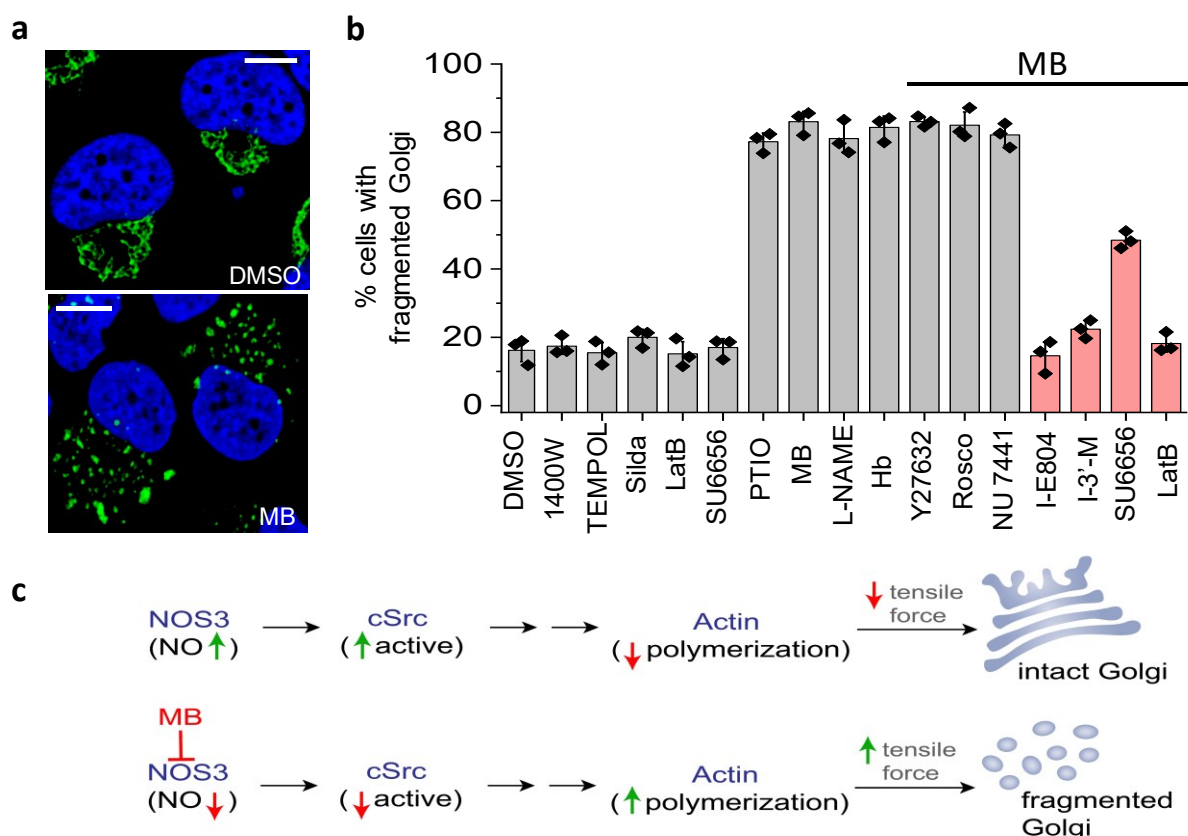 a
DMSO
MB
b
MB
% cells with
fragmented Golgi
100
80
60
40
20
0
DMSO
1400W
TEMPOL
Silda
LatB
SU6656
PTIO
MB
L-NAME
Hb
Y27632
Rosco
NU 7441
I-E804
I-3'-M
SU6656
LatB
c
NOS3
(NO ↑)
cSrc
(↑ active)
Actin
(↓ polymerization)
↓ tensile
force
intact Golgi
MB
NOS3
(NO ↓)
cSrc
(↓ active)
Actin
(↑ polymerization)
↑ tensile
force
fragmented
Golgi